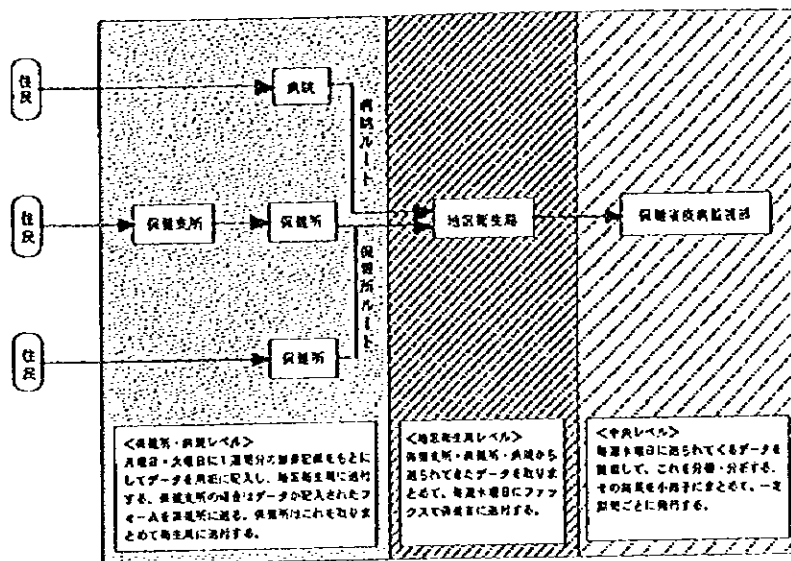 住民
病院
病院ルート
住民
保健支所
保健所
地区衛生局
保健省疫病監視部
保健所ルート
住民
保健所
＜保健所・病院レベル＞
月曜日・火曜日に1週間分の診療記録をもとに
してデータを用紙に記入し、地区衛生局に送付
する。保健支所の場合はデータが記入されたフ
ォームを保健所に送る。保健所はこれを取りま
とめて衛生局に送付する。
＜地区衛生局レベル＞
保健支所・保健所・病院から
送られてきたデータを取りま
とめて、毎週水曜日にファッ
クスで保健省に送付する。
＜中央レベル＞
毎週木曜日に送られてくるデータを
して、これを分類・分析する。
その結果を小冊子にまとめて、一定
期間ごとに発行する。